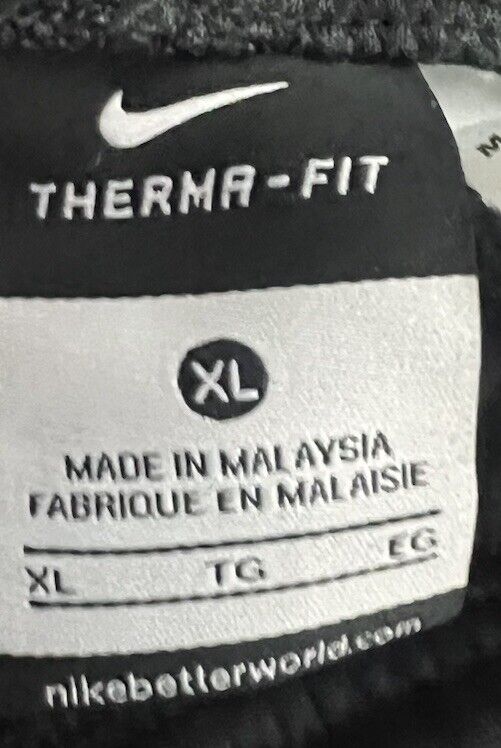 THERMA-FIT
M
XL
MADE IN MALAYSIA
FABRIQUE EN MALAISIE
XL TG EG
nikebetterworld.com